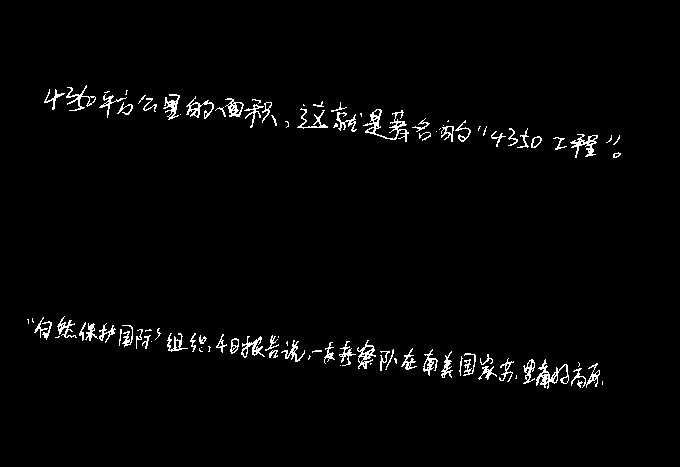 4350平方公里的面积，这就是著名的“4350工程”。
“自然保护国际”组织4日报告说，一支考察队在南美国家苏里南的高原